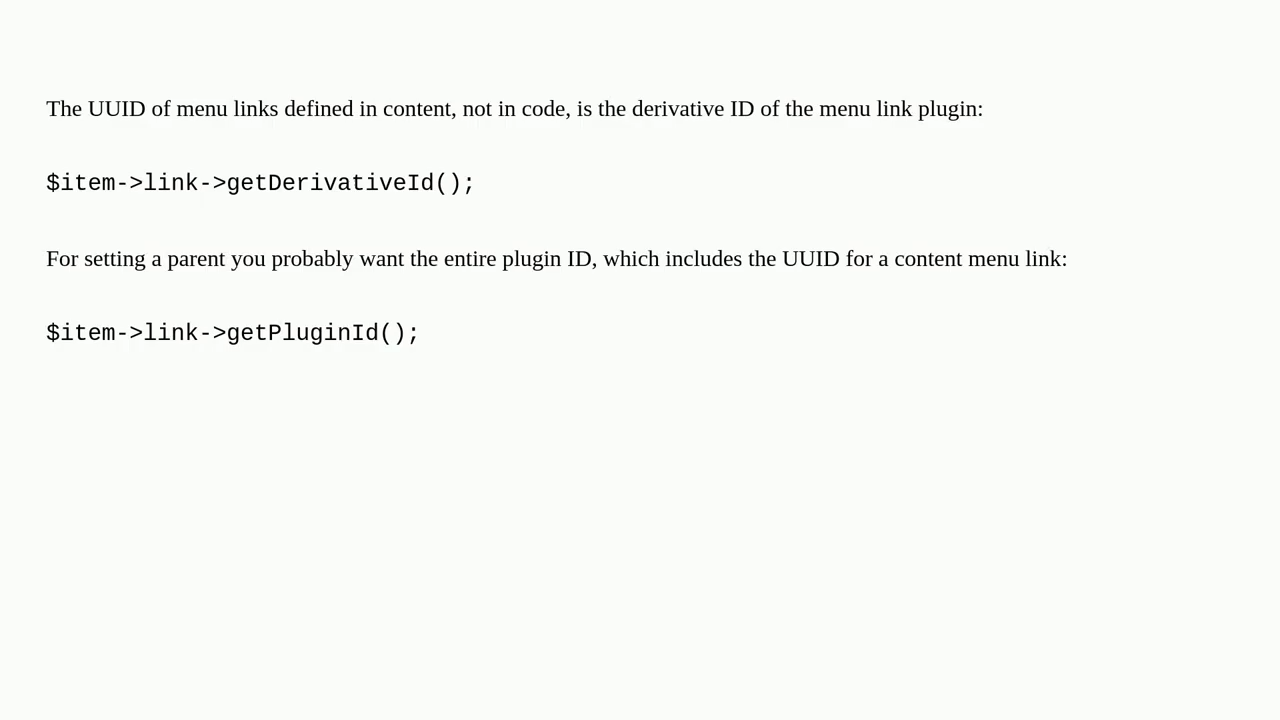 The UUID of menu links defined in content, not in code, is the derivative ID of the menu link plugin:
$item->link->getDerivativeId();
For setting a parent you probably want the entire plugin ID, which includes the UUID for a content menu link:
$item->link->getPluginId();